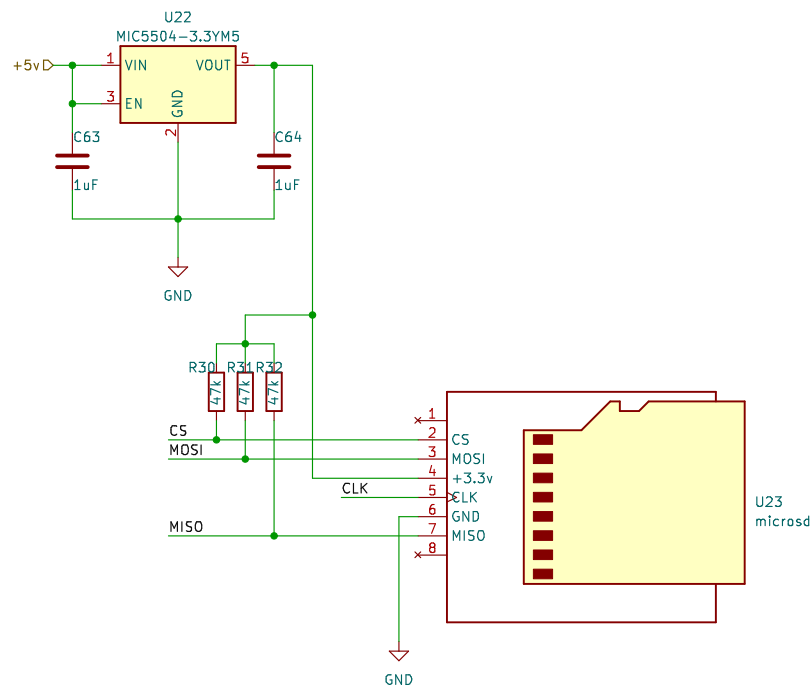 U22
MIC5504-3.3YM5
+5v
1
VIN
VOUT
5
3
EN
GND
2
C63
1uF
C64
1uF
GND
R30
R31
R32
47k
47k
47k
CS
MOSI
CLK
MISO
1
2
CS
3
MOSI
4
+3.3v
5
CLK
6
GND
7
MISO
8
U23
microsd
GND